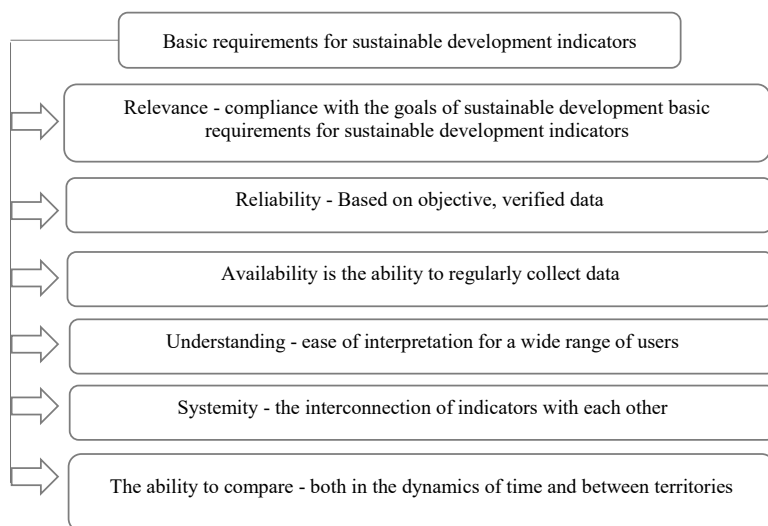 Basic requirements for sustainable development indicators
Relevance - compliance with the goals of sustainable development basic
requirements for sustainable development indicators
Reliability - Based on objective, verified data
Availability is the ability to regularly collect data
Understanding - ease of interpretation for a wide range of users
Systemity - the interconnection of indicators with each other
The ability to compare - both in the dynamics of time and between territories